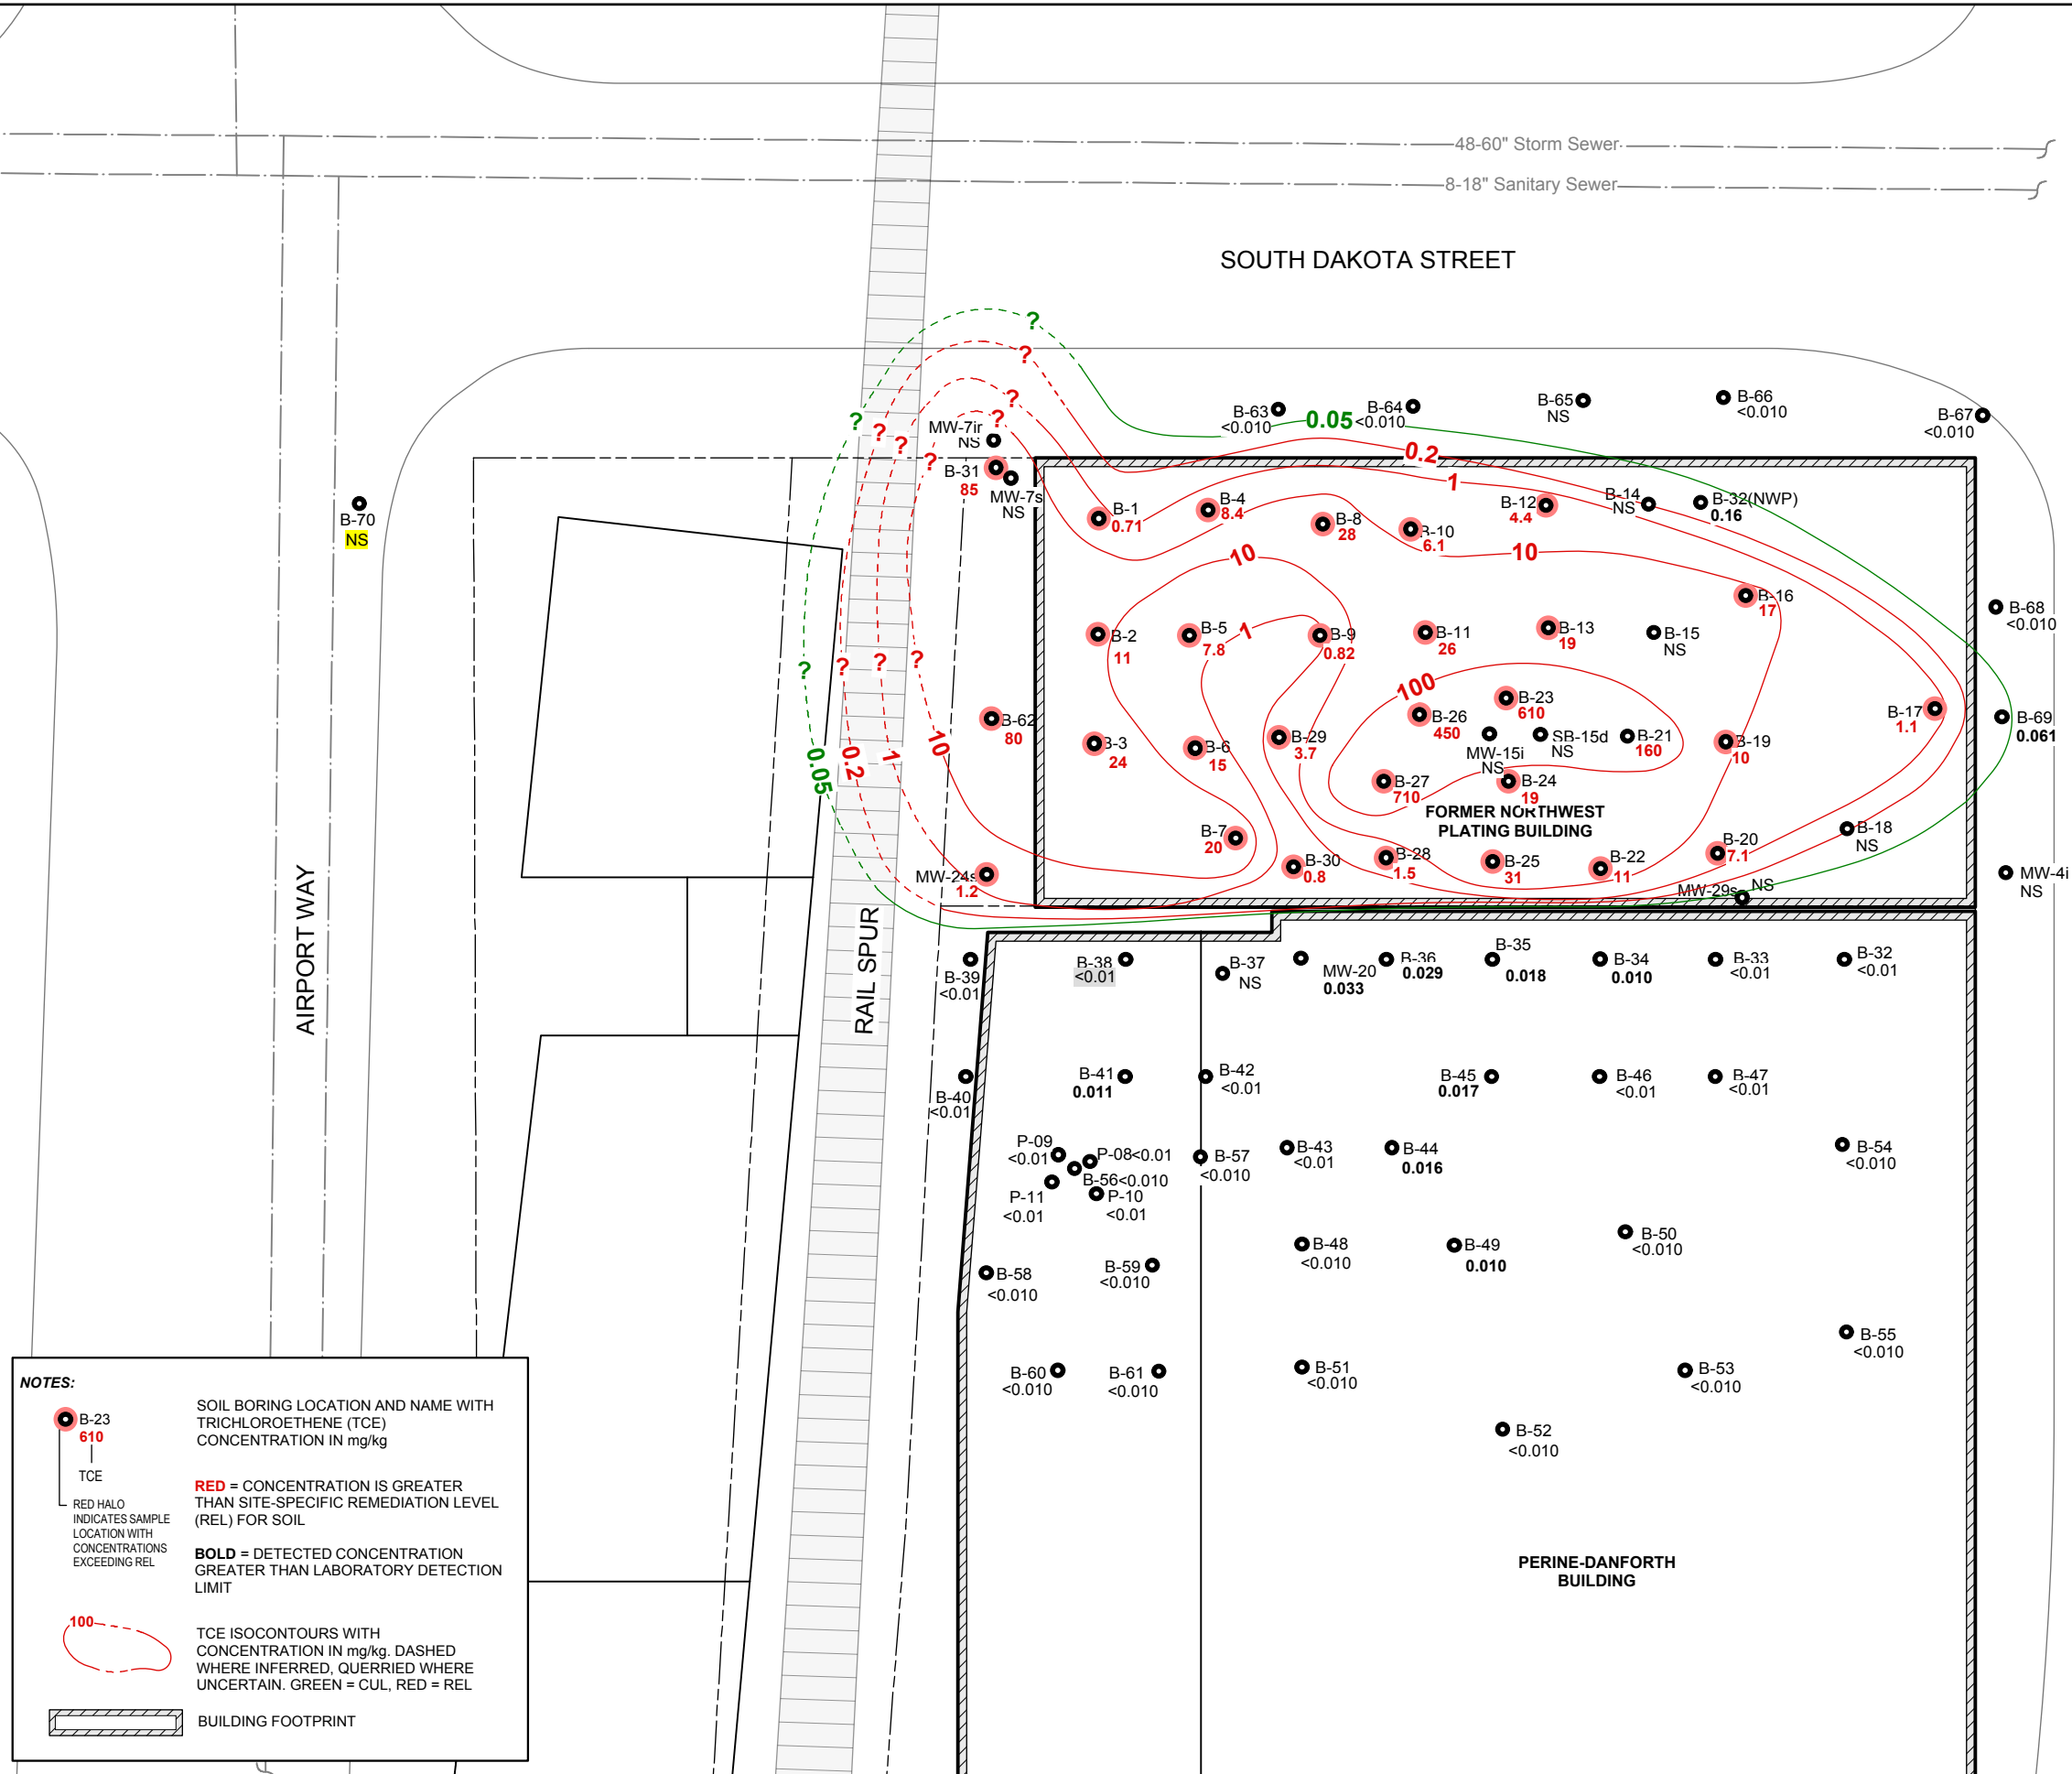 48-60" Storm Sewer
8-18" Sanitary Sewer
SOUTH DAKOTA STREET
?
?
?
?
?
?
?
?
B-63
<0.010
0.05
B-64
<0.010
B-65
NS
B-66
<0.010
B-67
<0.010
MW-7ir
NS
B-31
85
MW-7s
NS
0.2
1
B-70
NS
B-1
0.71
B-4
8.4
B-8
28
B-10
6.1
B-12
4.4
B-14
NS
B-32(NWP)
0.16
10
10
B-16
17
B-68
<0.010
B-2
11
B-5
7.8
1
B-9
0.82
B-11
26
B-13
19
B-15
NS
?
?
?
?
100
B-23
610
B-26
450
B-17
1.1
B-69
0.061
B-62
80
B-3
24
B-6
15
B-29
3.7
MW-15i
NS
SB-15d
NS
B-21
160
B-19
10
0.05
0.2
1
10
B-27
710
B-24
19
FORMER NORTHWEST
PLATING BUILDING
B-7
20
B-18
NS
B-30
0.8
B-28
1.5
B-25
31
B-22
11
B-20
7.1
MW-24s
1.2
MW-29s
NS
MW-4i
NS
AIRPORT WAY
RAIL SPUR
B-39
<0.01
B-38
<0.01
B-37
NS
MW-20
0.033
B-36
0.029
B-35
0.018
B-34
0.010
B-33
<0.01
B-32
<0.01
B-40
<0.01
B-41
0.011
B-42
<0.01
B-45
0.017
B-46
<0.01
B-47
<0.01
P-09
<0.01
P-08<0.01
B-56<0.010
P-11
<0.01
P-10
<0.01
B-57
<0.010
B-43
<0.01
B-44
0.016
B-54
<0.010
B-58
<0.010
B-59
<0.010
B-48
<0.010
B-49
0.010
B-50
<0.010
B-55
<0.010
B-60
<0.010
B-61
<0.010
B-51
<0.010
B-53
<0.010
B-52
<0.010
PERINE-DANFORTH
BUILDING
NOTES:
B-23
610
TCE
RED HALO
INDICATES SAMPLE
LOCATION WITH
CONCENTRATIONS
EXCEEDING REL
SOIL BORING LOCATION AND NAME WITH
TRICHLOROETHENE (TCE)
CONCENTRATION IN mg/kg
RED = CONCENTRATION IS GREATER
THAN SITE-SPECIFIC REMEDIATION LEVEL
(REL) FOR SOIL
BOLD = DETECTED CONCENTRATION
GREATER THAN LABORATORY DETECTION
LIMIT
100
TCE ISOCONTOURS WITH
CONCENTRATION IN mg/kg. DASHED
WHERE INFERRED, QUERRIED WHERE
UNCERTAIN. GREEN = CUL, RED = REL
BUILDING FOOTPRINT